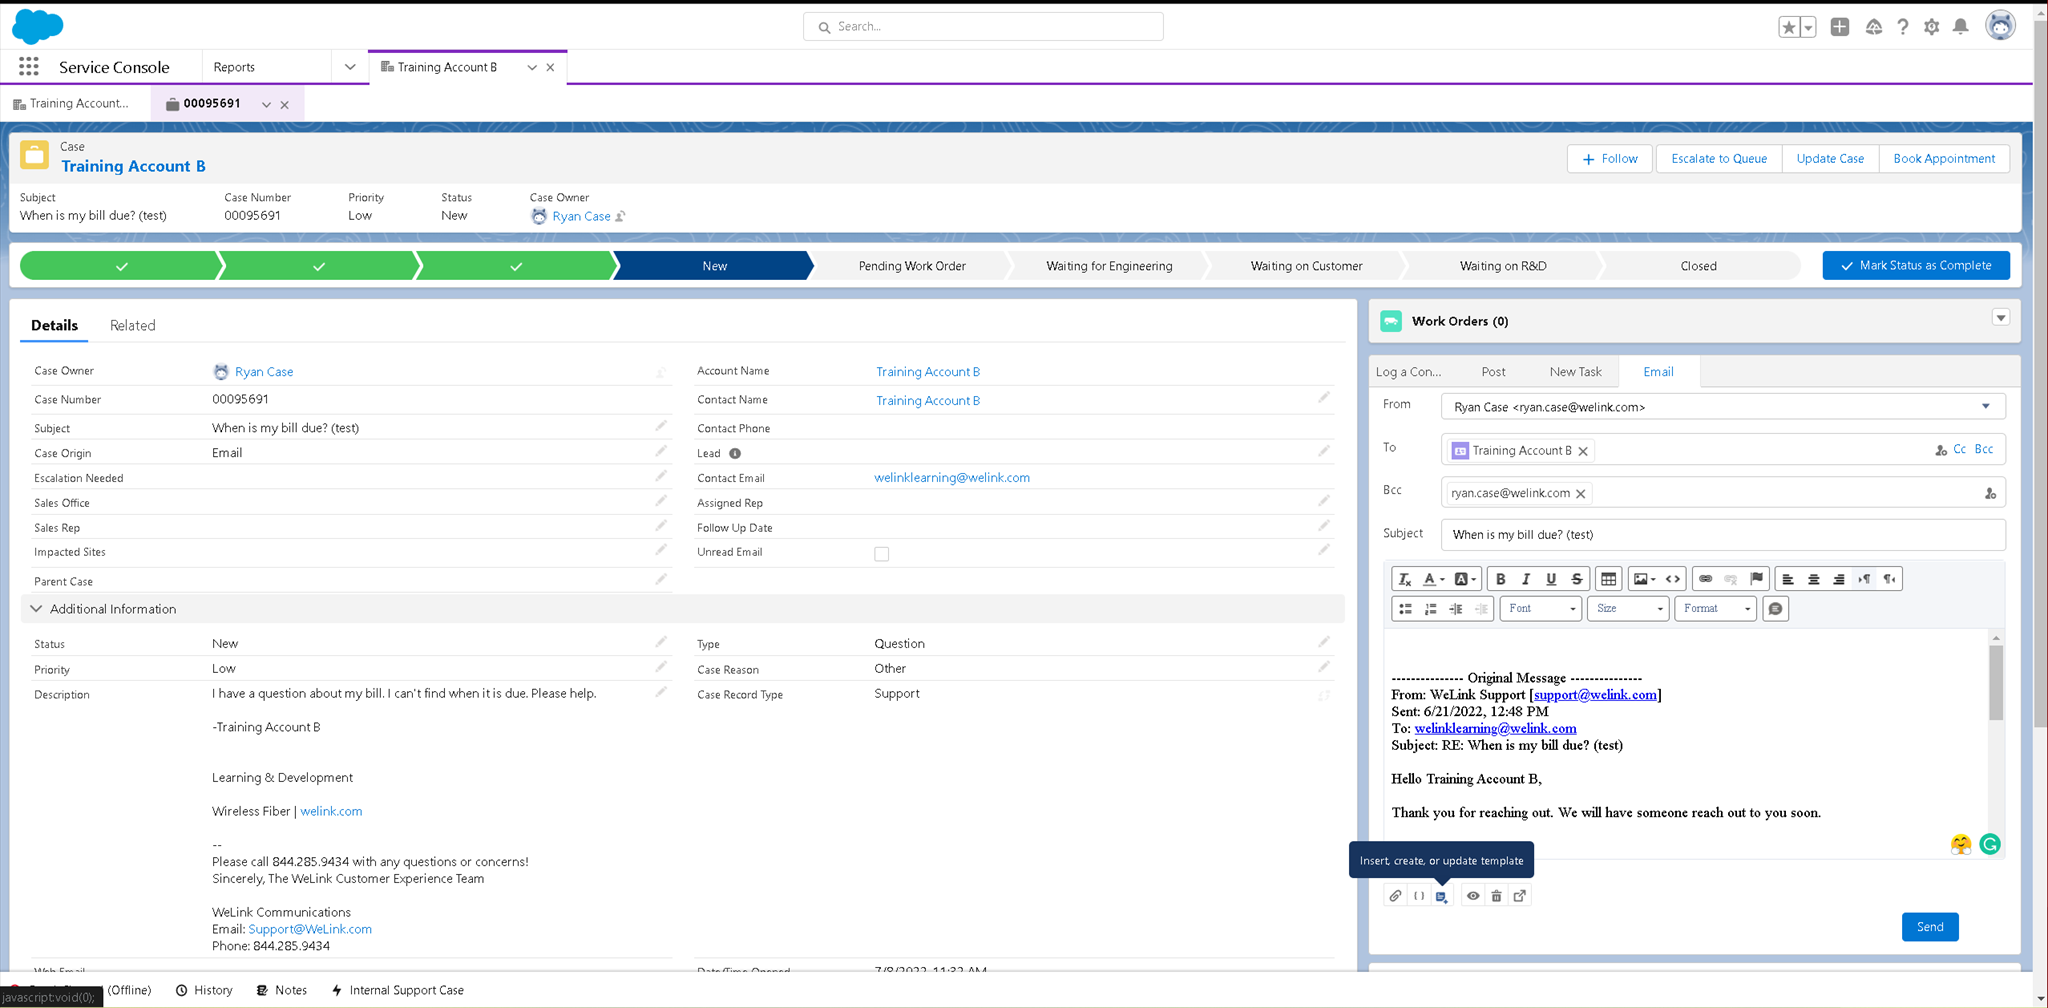 Search...
Service Console
Reports
Training Account B
Training Account...
00095691
Case
Training Account B
Follow
Escalate to Queue
Update Case
Book Appointment
Subject
Case Number
Priority
Status
Case Owner
When is my bill due? (test)
00095691
Low
New
Ryan Case
New
Pending Work Order
Waiting for Engineering
Waiting on Customer
Waiting on R&D
Closed
Mark Status as Complete
Details
Related
Case Owner
Ryan Case
Case Number
00095691
Subject
When is my bill due? (test)
Case Origin
Email
Escalation Needed
Sales Office
Sales Rep
Impacted Sites
Parent Case
Account Name
Training Account B
Contact Name
Training Account B
Contact Phone
Lead
Contact Email
welinklearning@welink.com
Assigned Rep
Follow Up Date
Unread Email
Additional Information
Status
New
Priority
Low
Description
I have a question about my bill. I can't find when it is due. Please help.
-Training Account B
Learning & Development
Wireless Fiber | welink.com
--
Please call 844.285.9434 with any questions or concerns!
Sincerely, The WeLink Customer Experience Team
WeLink Communications
Email: Support@WeLink.com
Phone: 844.285.9434
Type
Question
Case Reason
Other
Case Record Type
Support
Web Email
Date/Time Opened
7/8/2022, 11:32 AM
Work Orders (0)
Log a Con...
Post
New Task
Email
From
Ryan Case <ryan.case@welink.com>
To
Training Account B
Cc
Bcc
Bcc
ryan.case@welink.com
Subject
When is my bill due? (test)
Font
Size
Format
--------------- Original Message ---------------
From: WeLink Support [support@welink.com]
Sent: 6/21/2022, 12:48 PM
To: welinklearning@welink.com
Subject: RE: When is my bill due? (test)
Hello Training Account B,
Thank you for reaching out. We will have someone reach out to you soon.
Insert, create, or update template
Send
javascript:void(0);
(Offline)
History
Notes
Internal Support Case